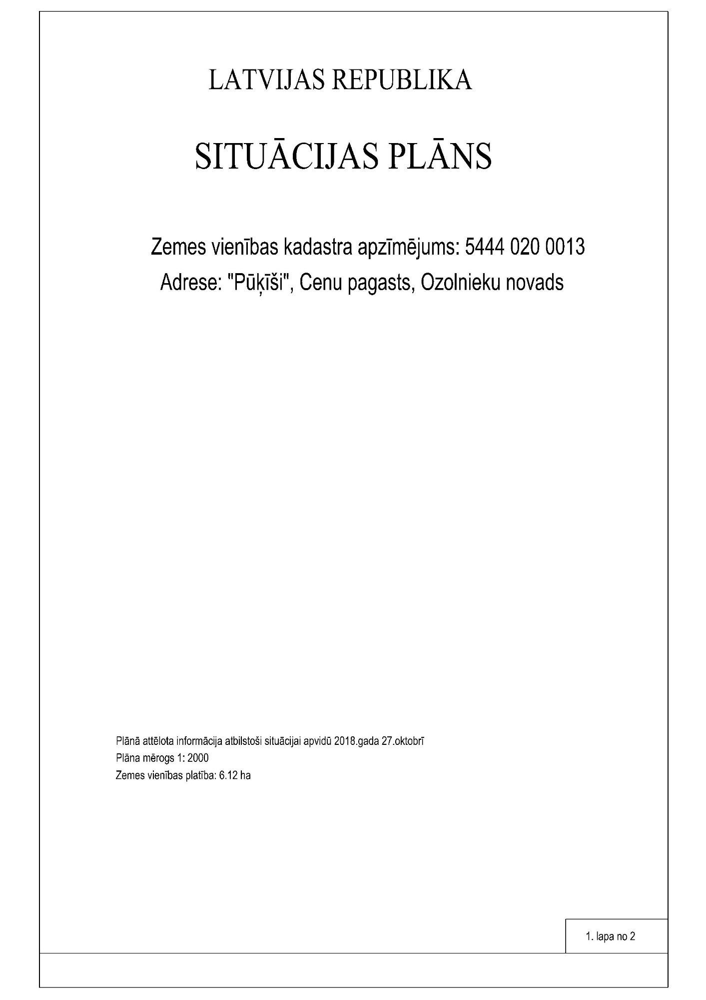 LATVIJAS REPUBLIKA
SITUĀCIJAS PLĀNS
Zemes vienības kadastra apzīmējums: 5444 020 0013
Adrese: "Pūķīši", Cenu pagasts, Ozolnieku novads
Plānā attēlota informācija atbilstoši situācijai apvidū 2018.gada 27.oktobrī
Plāna mērogs 1: 2000
Zemes vienības platība: 6.12 ha
1. lapa no 2